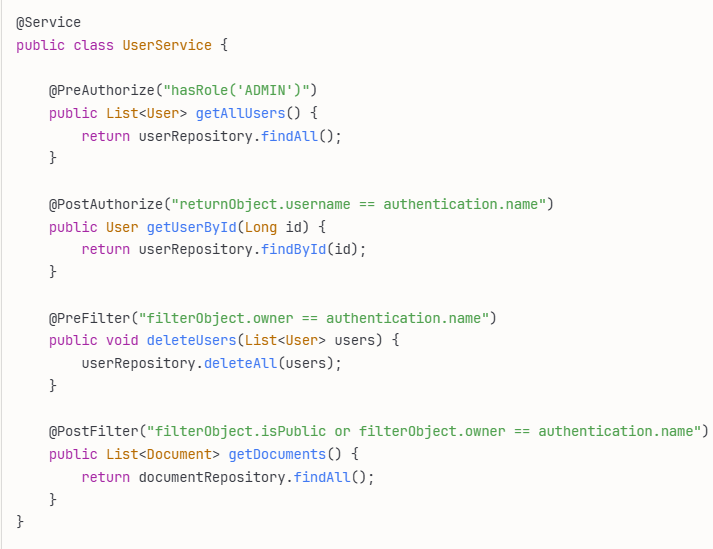 @Service
public class UserService {
@PreAuthorize("hasRole('ADMIN')")
public List<User> getAllUsers() {
return userRepository.findAll();
}
@PostAuthorize("returnObject.username == authentication.name")
public User getUserById(Long id) {
return userRepository.findById(id);
}
@PreFilter("filterObject.owner == authentication.name")
public void deleteUsers(List<User> users) {
userRepository.deleteAll(users);
}
@PostFilter("filterObject.isPublic or filterObject.owner == authentication.name")
public List<Document> getDocuments() {
return documentRepository.findAll();
}
}